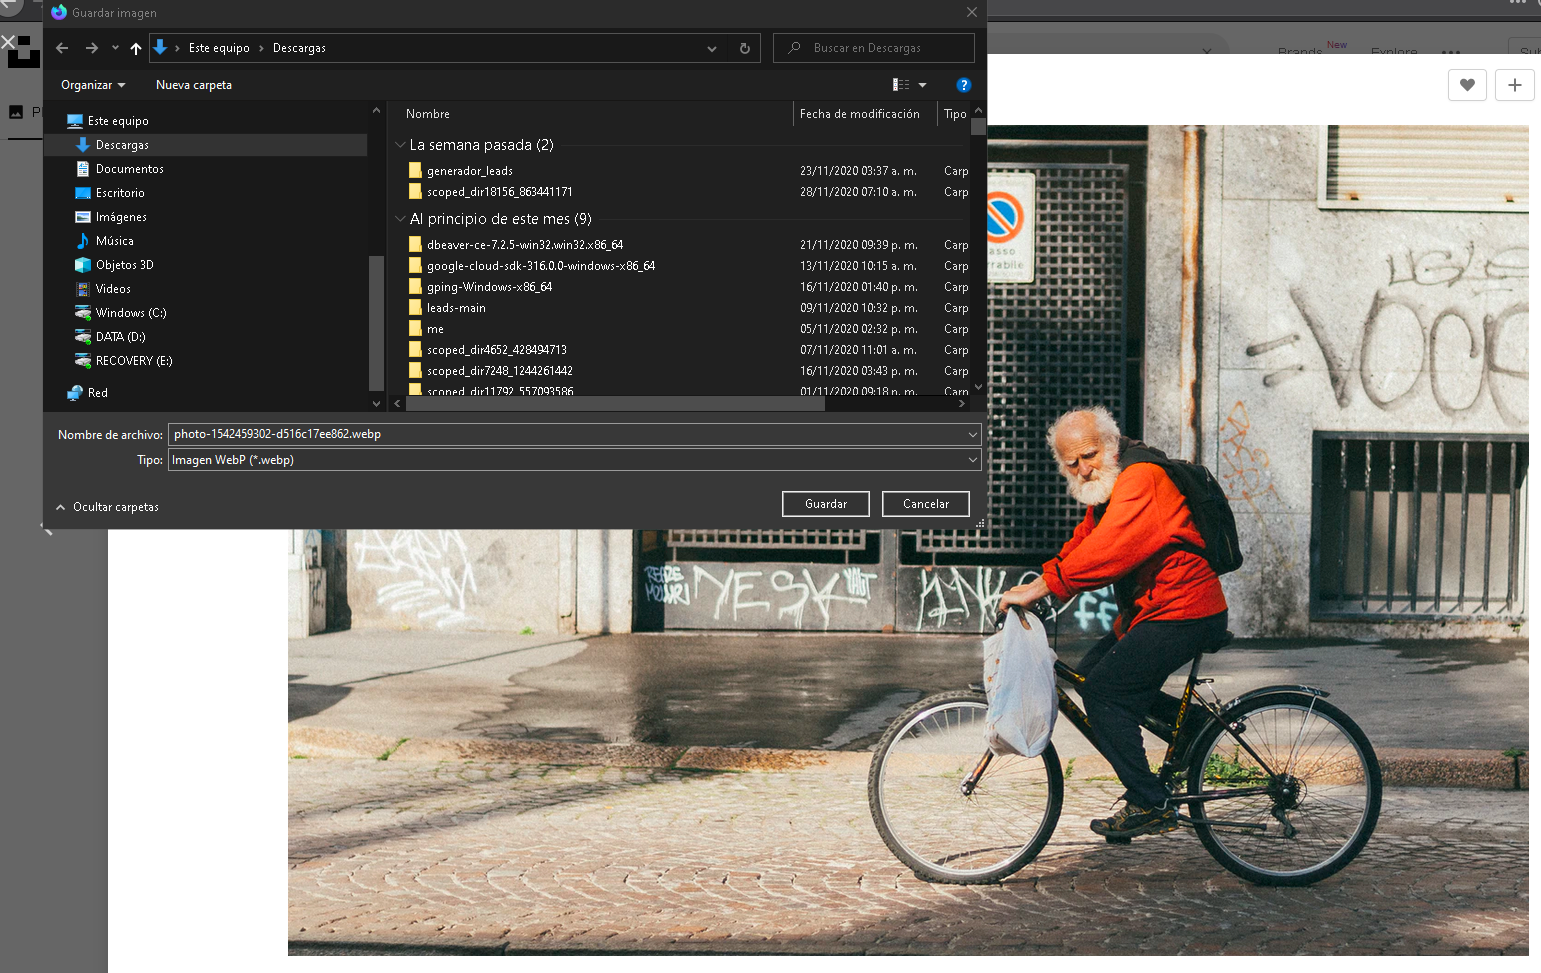 Guardar imagen
Este equipo
Descargas
Buscar en Descargas
Brands New
Explore
Organizar
Nueva carpeta
Nombre
Fecha de modificación
Tipo
Este equipo
Descargas
Documentos
Escritorio
Imágenes
Música
Objetos 3D
Videos
Windows (C:)
DATA (D:)
RECOVERY (E:)
Red
La semana pasada (2)
generador_leads 23/11/2020 03:37 a. m. Carp
scoped_dir18156_863441171 28/11/2020 07:10 a. m. Carp
Al principio de este mes (9)
dbeaver-ce-7.2.5-win32.win32.x86_64 21/11/2020 09:39 p. m. Carp
google-cloud-sdk-316.0.0-windows-x86_64 13/11/2020 10:15 a. m. Carp
gping-Windows-x86_64 16/11/2020 01:40 p. m. Carp
leads-main 09/11/2020 10:32 p. m. Carp
me 05/11/2020 02:32 p. m. Carp
scoped_dir4652_428494713 07/11/2020 11:01 a. m. Carp
scoped_dir7248_1244261442 16/11/2020 03:43 p. m. Carp
scoped_dir11792_557093586 01/11/2020 09:18 p. m. Carp
Nombre de archivo: photo-1542459302-d516c17ee862.webp
Tipo: Imagen WebP (*.webp)
Ocultar carpetas
Guardar
Cancelar
asso
rrabile
NESK